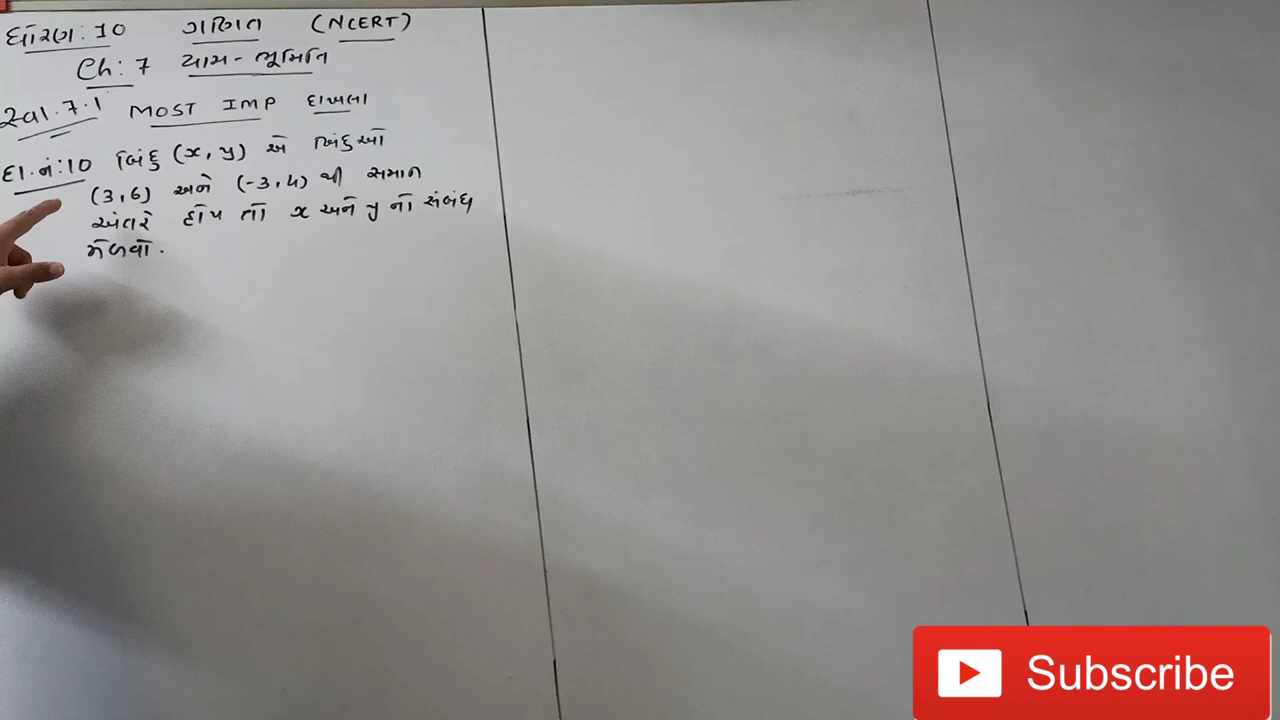 ધોરણ: 10 ગણિત (NCERT)
Ch: 7 યામ-ભૂમિતિ
સ્વા. 7.1 MOST IMP દાખલા
દા.નં:10 બિંદુ (x, y) એ બિંદુઓ
(3, 6) અને (-3, 4) થી સમાન
અંતરે હોય તો x અને y નો સંબંધ
મેળવો.
Subscribe